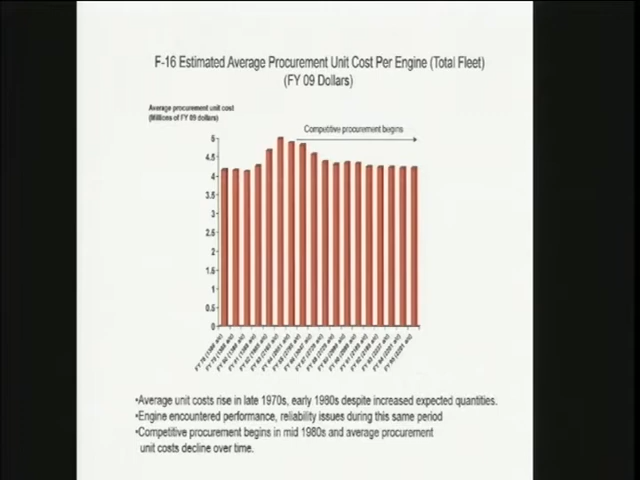 F-16 Estimated Average Procurement Unit Cost Per Engine (Total Fleet)
(FY 09 Dollars)
Average procurement unit cost
(Millions of FY 09 dollars)
Competitive procurement begins
5
4.5
4
3.5
3
2.5
2
1.5
1
0.5
0
•Average unit costs rise in late 1970s, early 1980s despite increased expected quantities.
•Engine encountered performance, reliability issues during this same period
•Competitive procurement begins in mid 1980s and average procurement
unit costs decline over time.